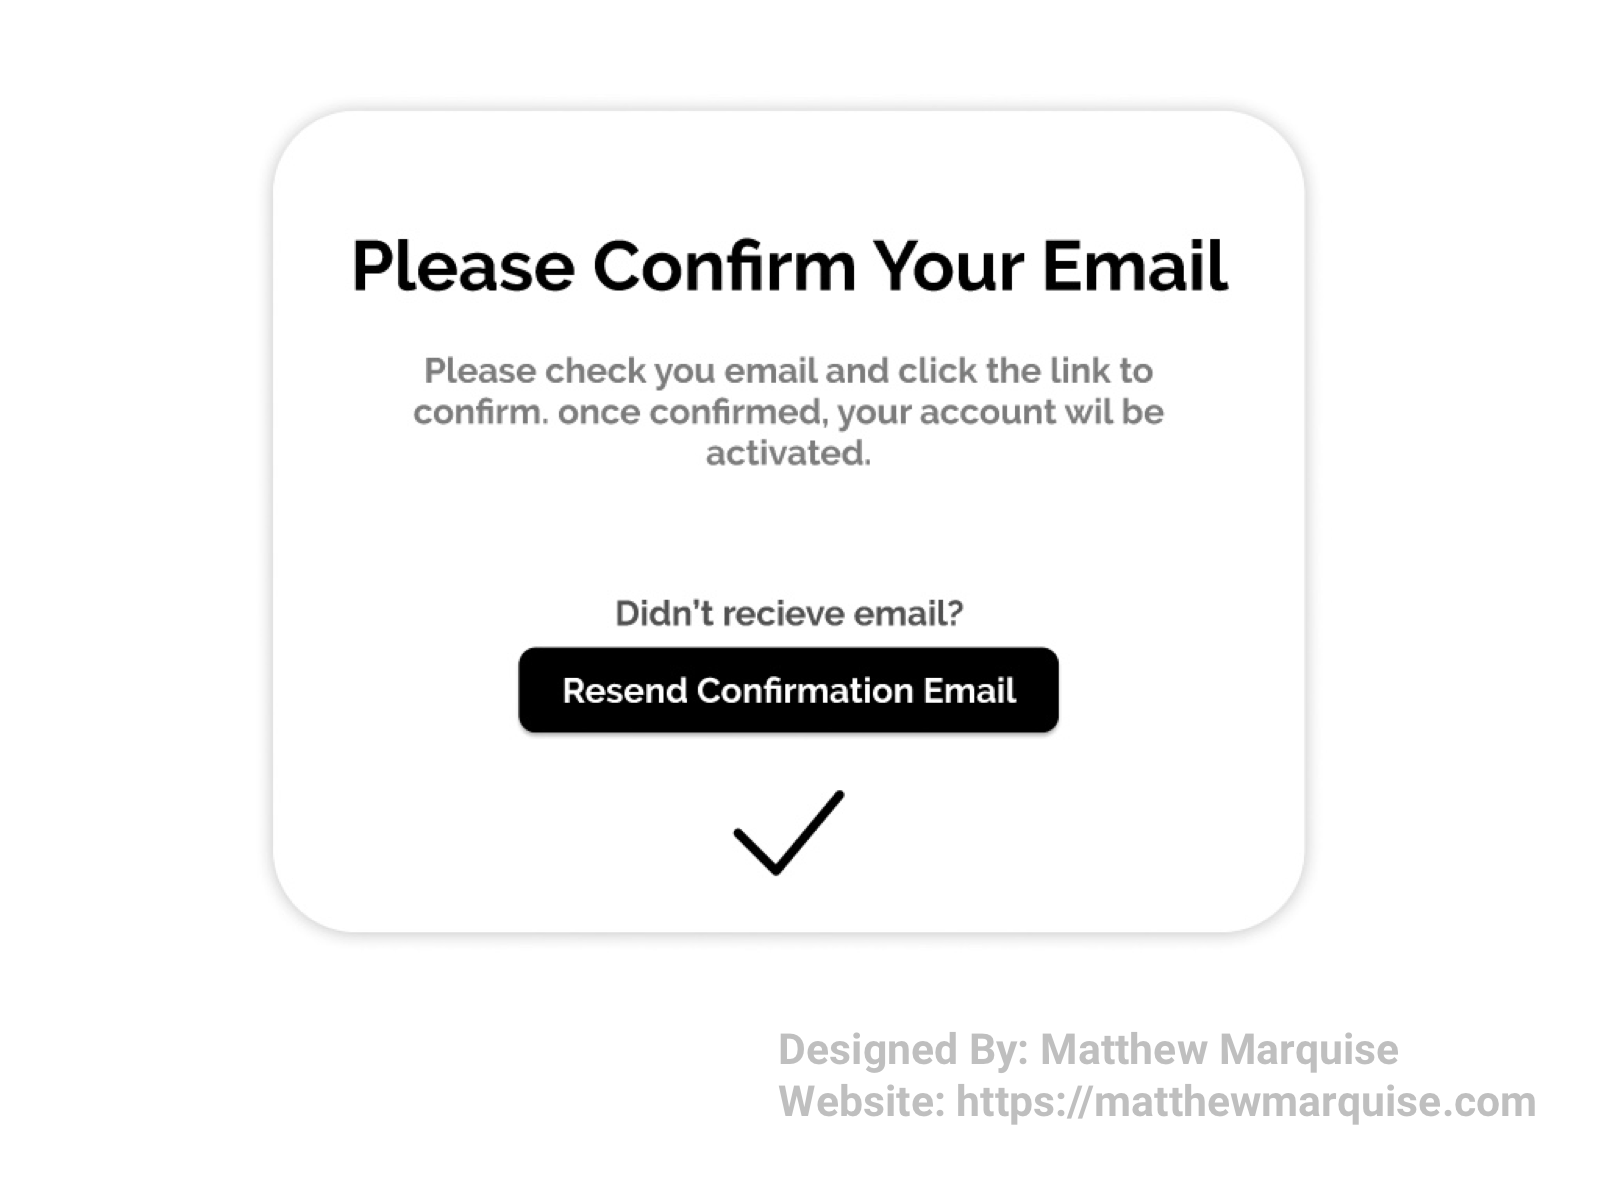 Please Confirm Your Email
Please check you email and click the link to
confirm. once confirmed, your account wil be
activated.
Didn't recieve email?
Resend Confirmation Email
Designed By: Matthew Marquise
Website: https://matthewmarquise.com